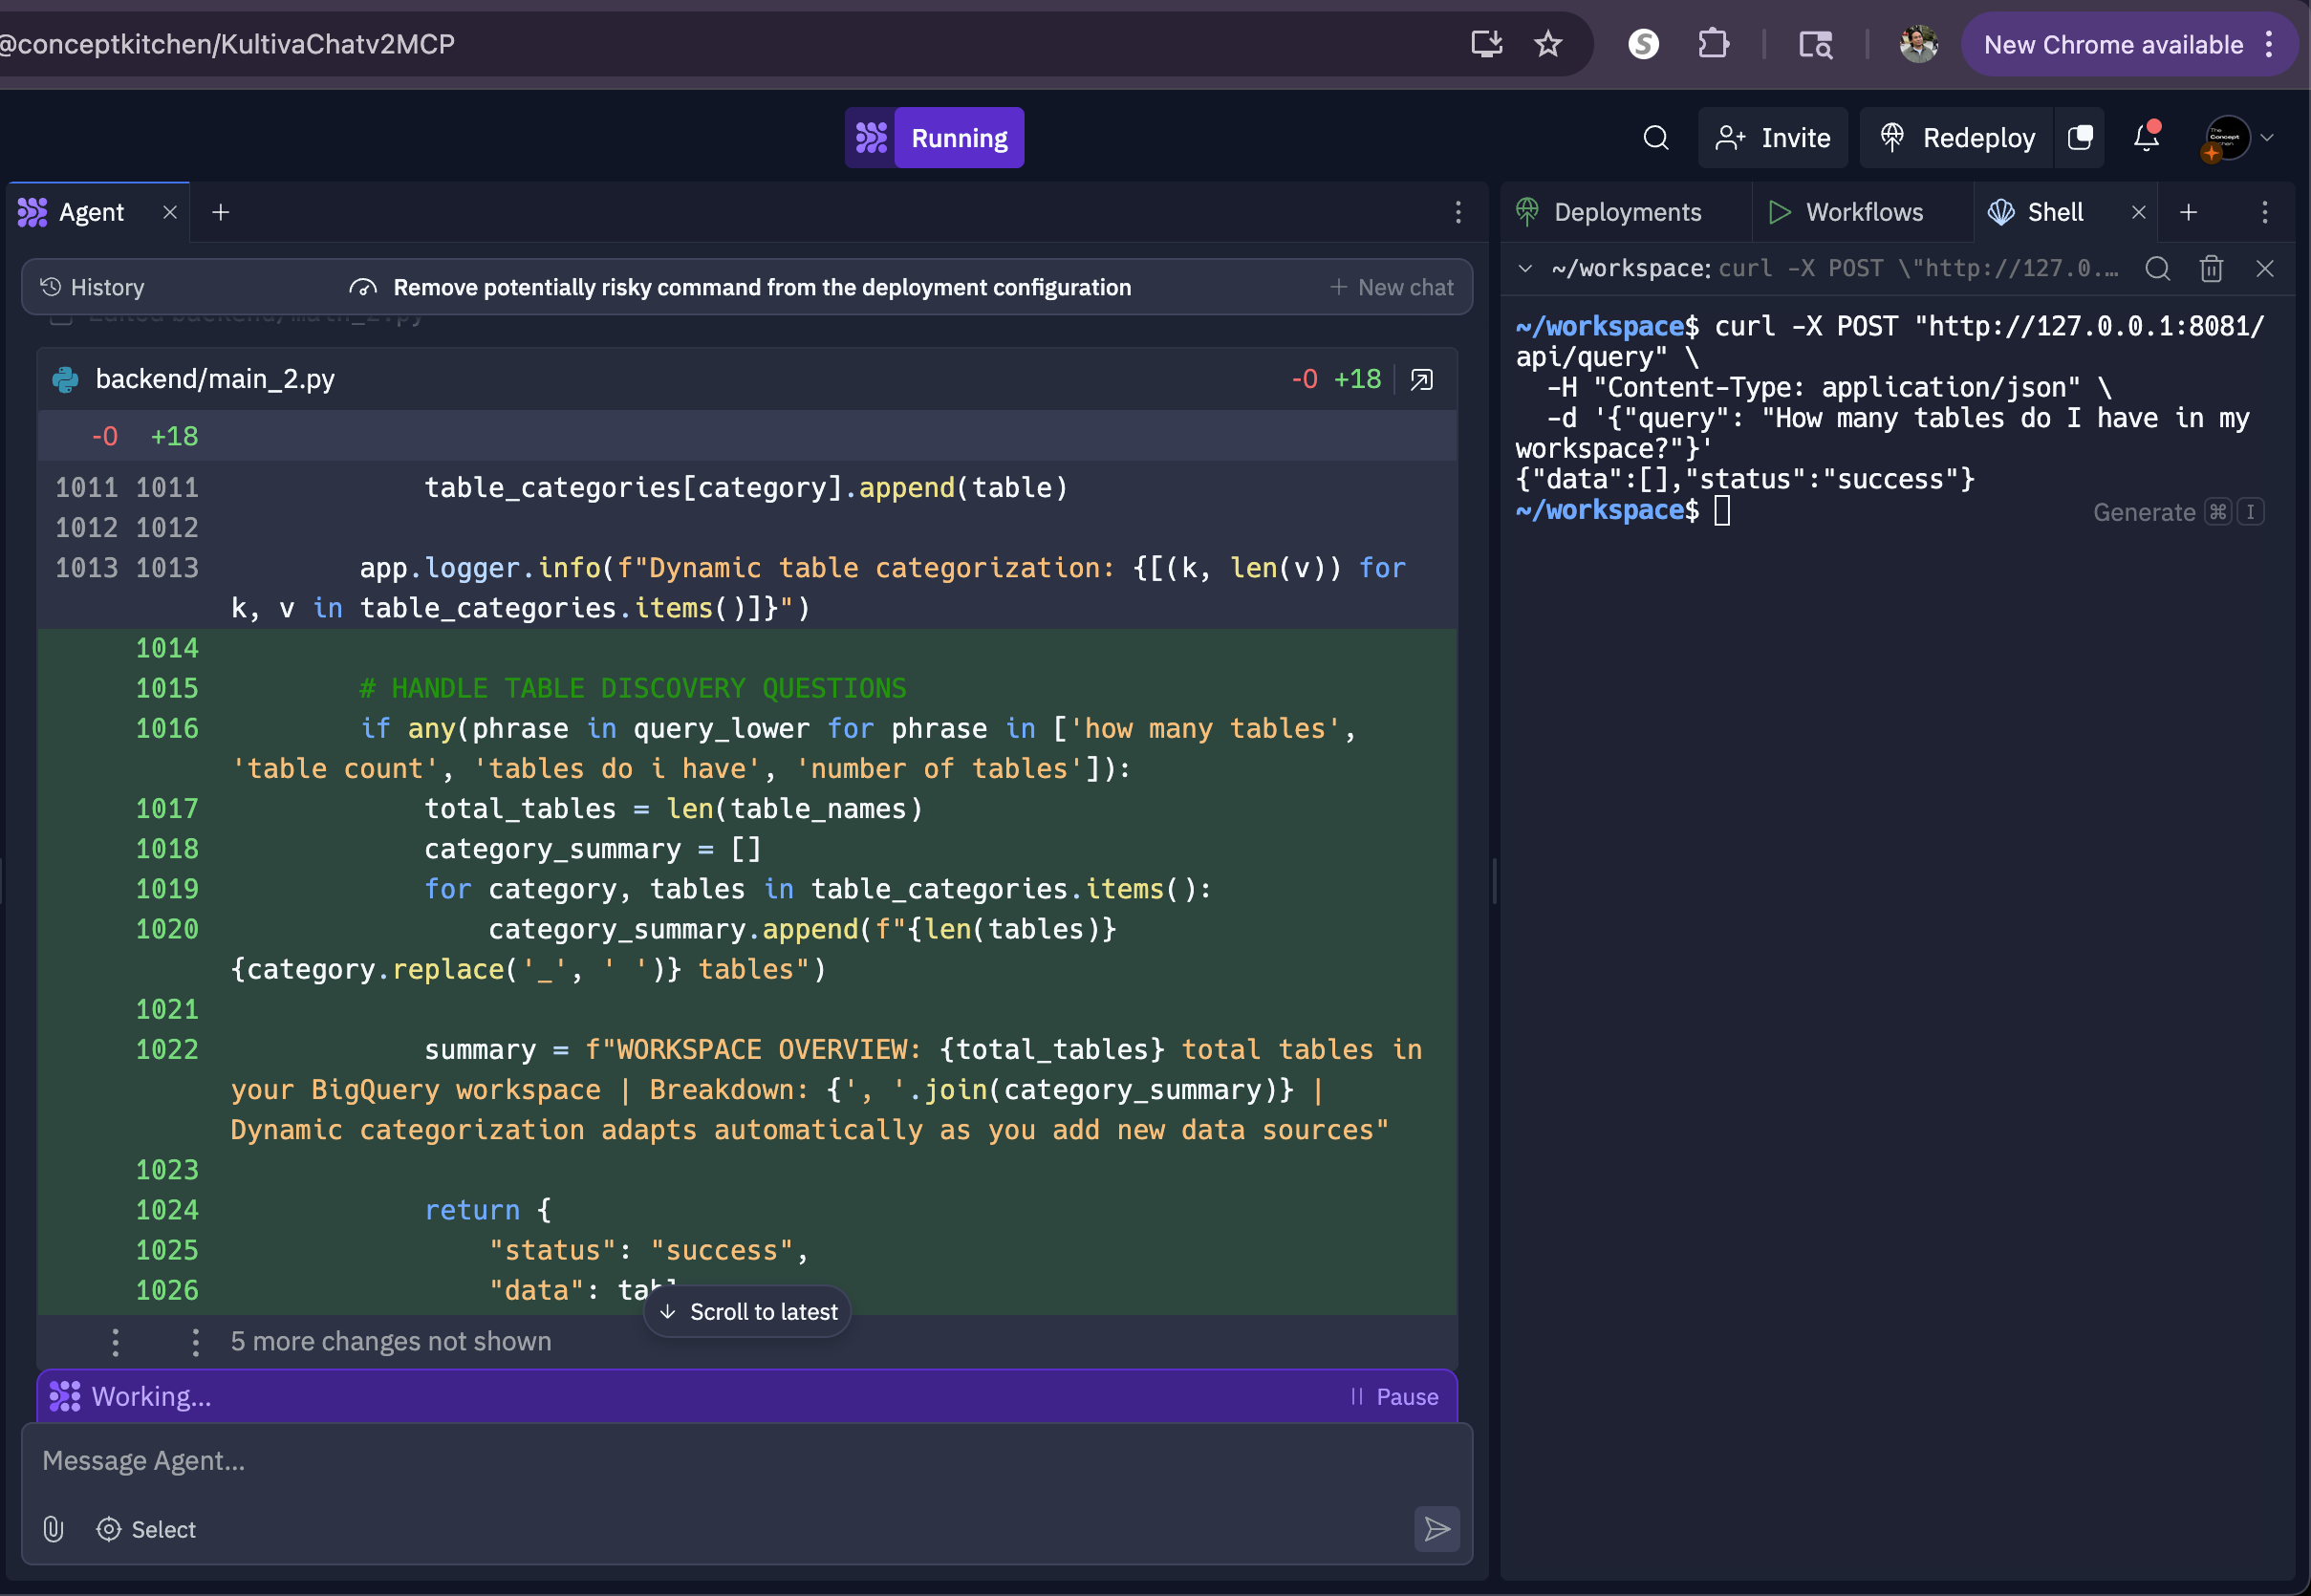 @conceptkitchen/KultivaChatv2MCP
New Chrome available
Running
Invite
Redeploy
Agent
History
Remove potentially risky command from the deployment configuration
+ New chat
Edited backend/main_2.py
backend/main_2.py
-0 +18
-0 +18
1011 1011 table_categories[category].append(table)
1012 1012
1013 1013 app.logger.info(f"Dynamic table categorization: {[(k, len(v)) for
k, v in table_categories.items()]}")
1014
1015 # HANDLE TABLE DISCOVERY QUESTIONS
1016 if any(phrase in query_lower for phrase in ['how many tables',
'table count', 'tables do i have', 'number of tables']):
1017 total_tables = len(table_names)
1018 category_summary = []
1019 for category, tables in table_categories.items():
1020 category_summary.append(f"{len(tables)}
{category.replace('_', ' ')} tables")
1021
1022 summary = f"WORKSPACE OVERVIEW: {total_tables} total tables in
your BigQuery workspace | Breakdown: {', '.join(category_summary)} |
Dynamic categorization adapts automatically as you add new data sources"
1023
1024 return {
1025 "status": "success",
1026 "data":
Scroll to latest
5 more changes not shown
Working...
Pause
Message Agent...
Select
Deployments
Workflows
Shell
~/workspace: curl -X POST \"http://127.0....
~/workspace$ curl -X POST "http://127.0.0.1:8081/
api/query" \
-H "Content-Type: application/json" \
-d '{"query": "How many tables do I have in my
workspace?"}'
{"data":[],"status":"success"}
~/workspace$
Generate ⌘ I